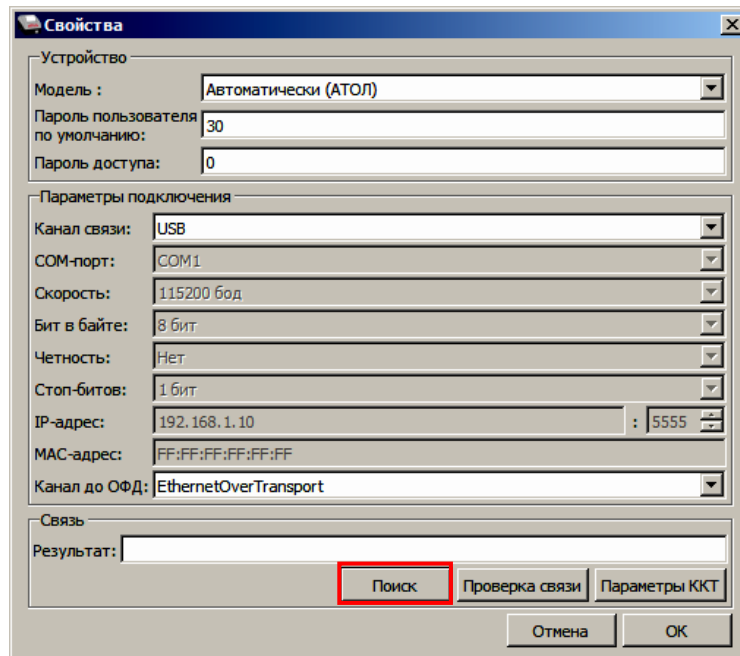 Свойства
Устройство
Модель : Автоматически (АТОЛ)
Пароль пользователя
по умолчанию: 30
Пароль доступа: 0
Параметры подключения
Канал связи: USB
COM-порт: COM1
Скорость: 115200 бод
Бит в байте: 8 бит
Четность: Нет
Стоп-битов: 1 бит
IP-адрес: 192.168.1.10 : 5555
MAC-адрес: FF:FF:FF:FF:FF:FF
Канал до ОФД: EthernetOverTransport
Связь
Результат:
Поиск Проверка связи Параметры ККТ
Отмена OK